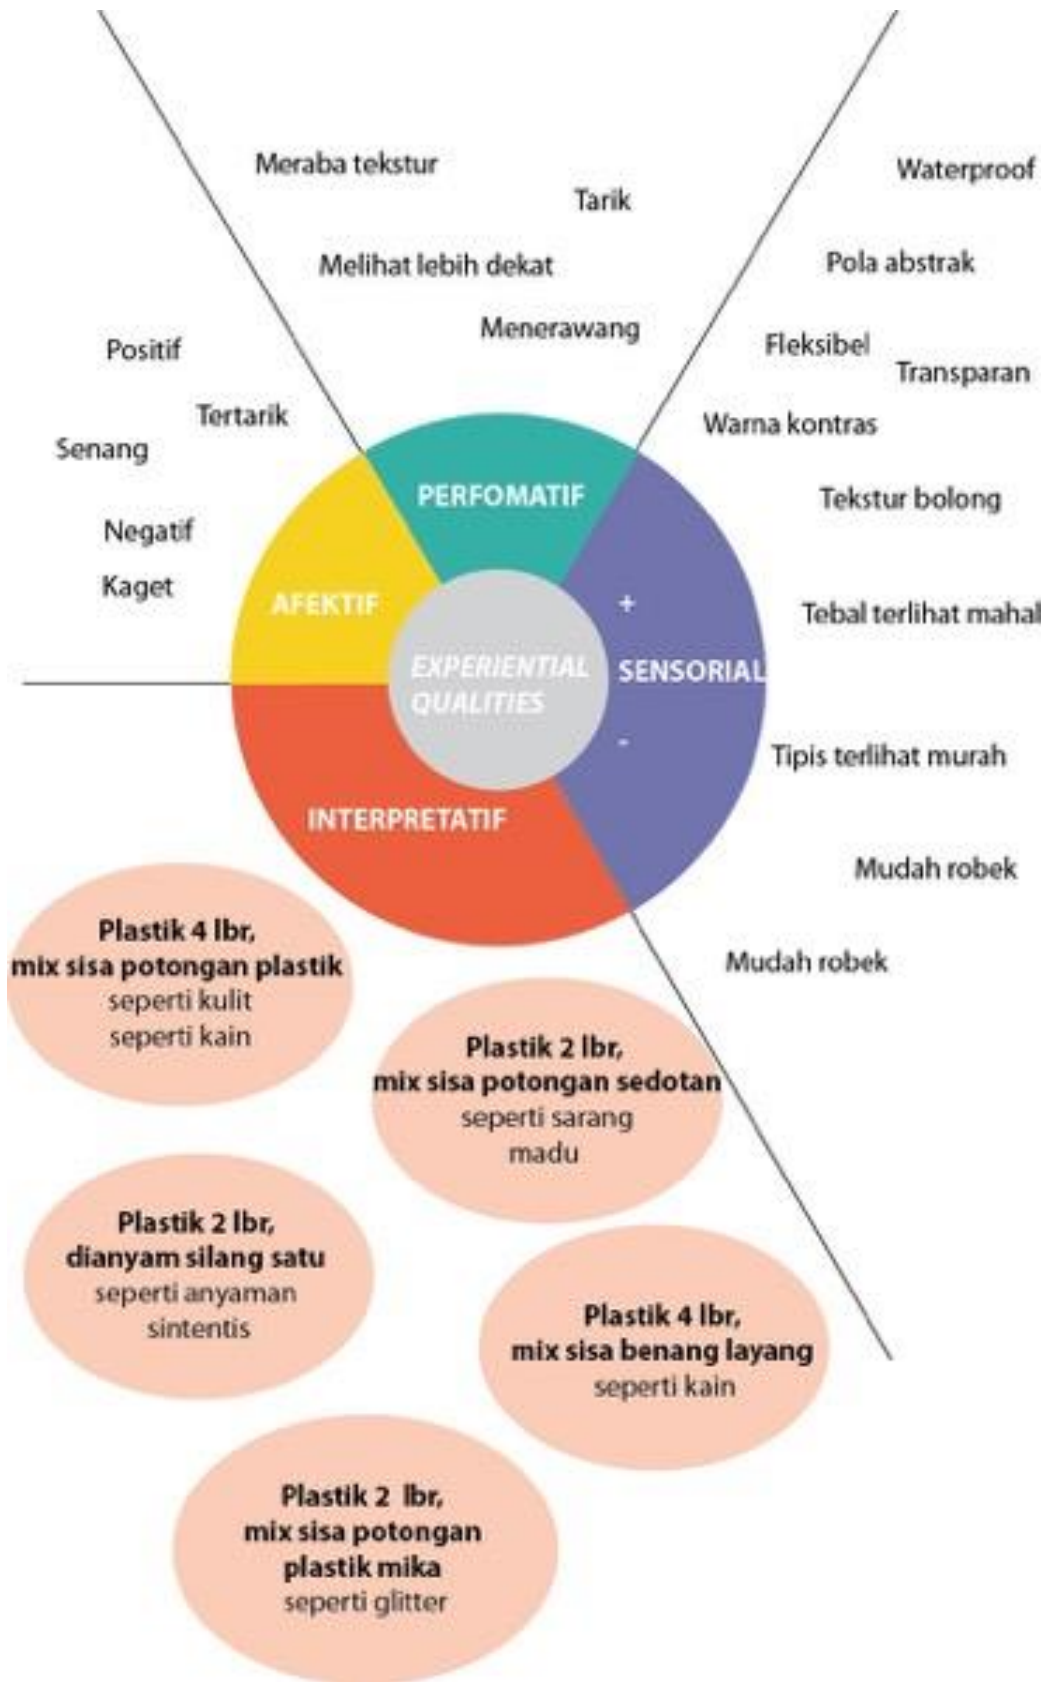 Meraba tekstur
Tarik
Melihat lebih dekat
Menerawang
Waterproof
Pola abstrak
Fleksibel
Transparan
Warna kontras
Tekstur bolong
Tebal terlihat mahal
Tipis terlihat murah
Mudah robek
Mudah robek
Positif
Tertarik
Senang
Negatif
Kaget
PERFOMATIF
AFEKTIF
+
SENSORIAL
-
EXPERIENTIAL
QUALITIES
INTERPRETATIF
Plastik 4 lbr,
mix sisa potongan plastik
seperti kulit
seperti kain
Plastik 2 lbr,
mix sisa potongan sedotan
seperti sarang
madu
Plastik 2 lbr,
dianyam silang satu
seperti anyaman
sintentis
Plastik 4 lbr,
mix sisa benang layang
seperti kain
Plastik 2 lbr,
mix sisa potongan
plastik mika
seperti glitter